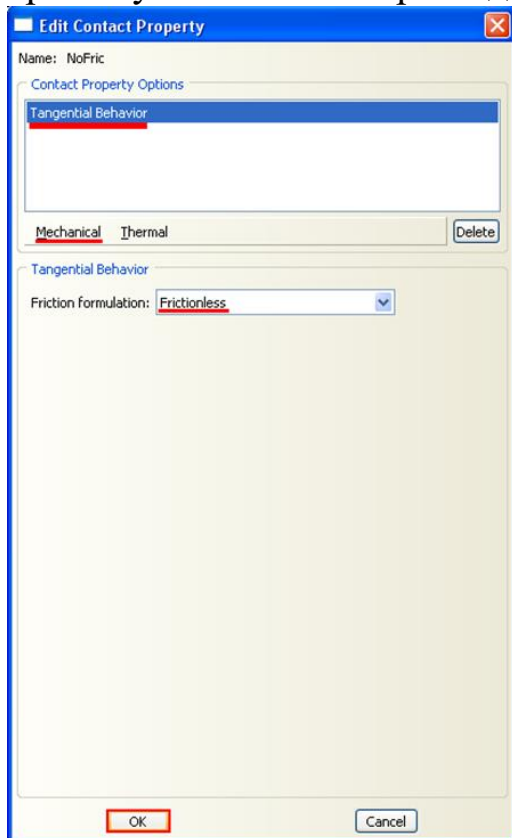 Edit Contact Property
Name: NoFric
Contact Property Options
Tangential Behavior
Mechanical Thermal Delete
Tangential Behavior
Friction formulation: Frictionless
OK Cancel